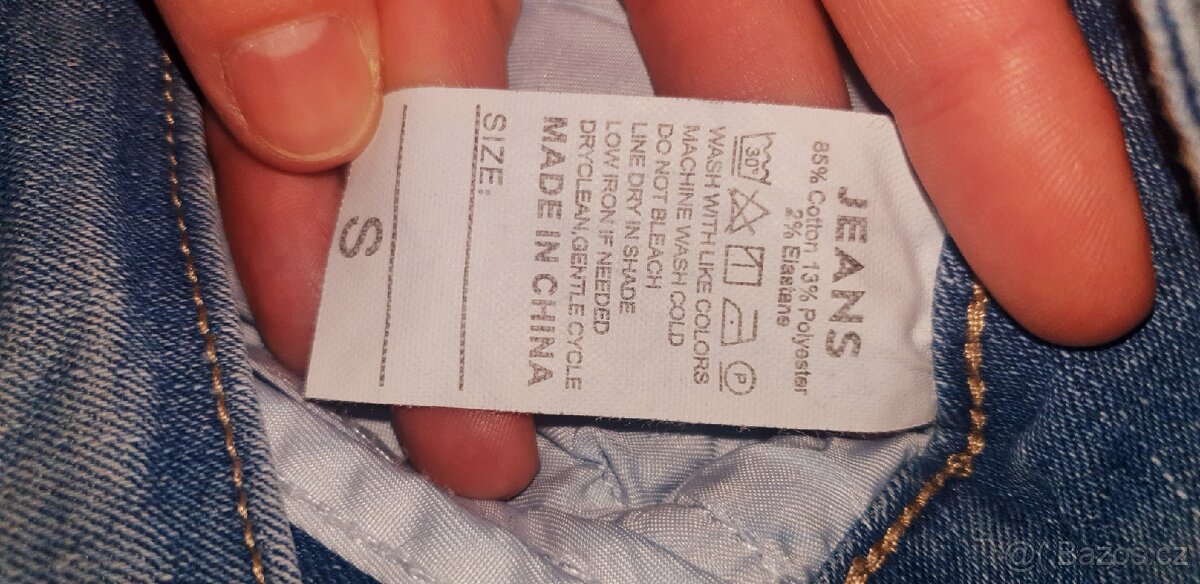 JEANS
85% Cotton 13% Polyester
2% Elastane
30°
P
WASH WITH LIKE COLORS
MACHINE WASH COLD
DO NOT BLEACH
LINE DRY IN SHADE
LOW IRON IF NEEDED
DRYCLEAN,GENTLE CYCLE
MADE IN CHINA
SIZE:
S
@ Bazos.cz